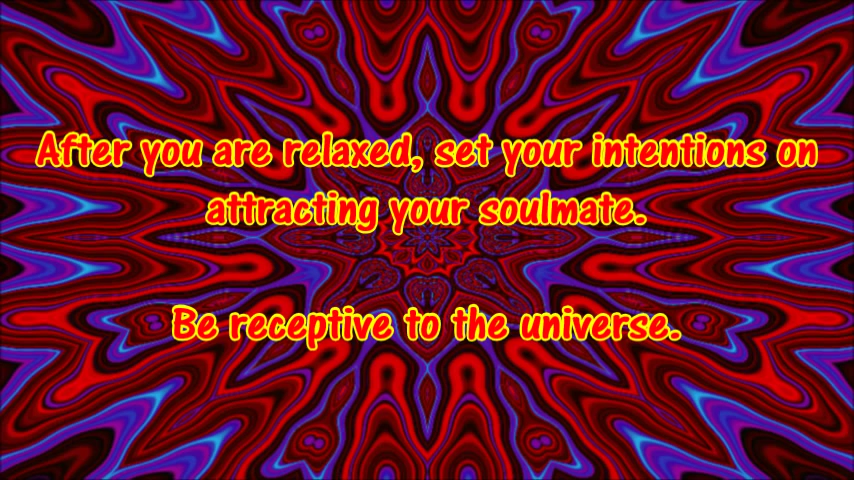 After you are relaxed, set your intentions on
attracting your soulmate.
Be receptive to the universe.